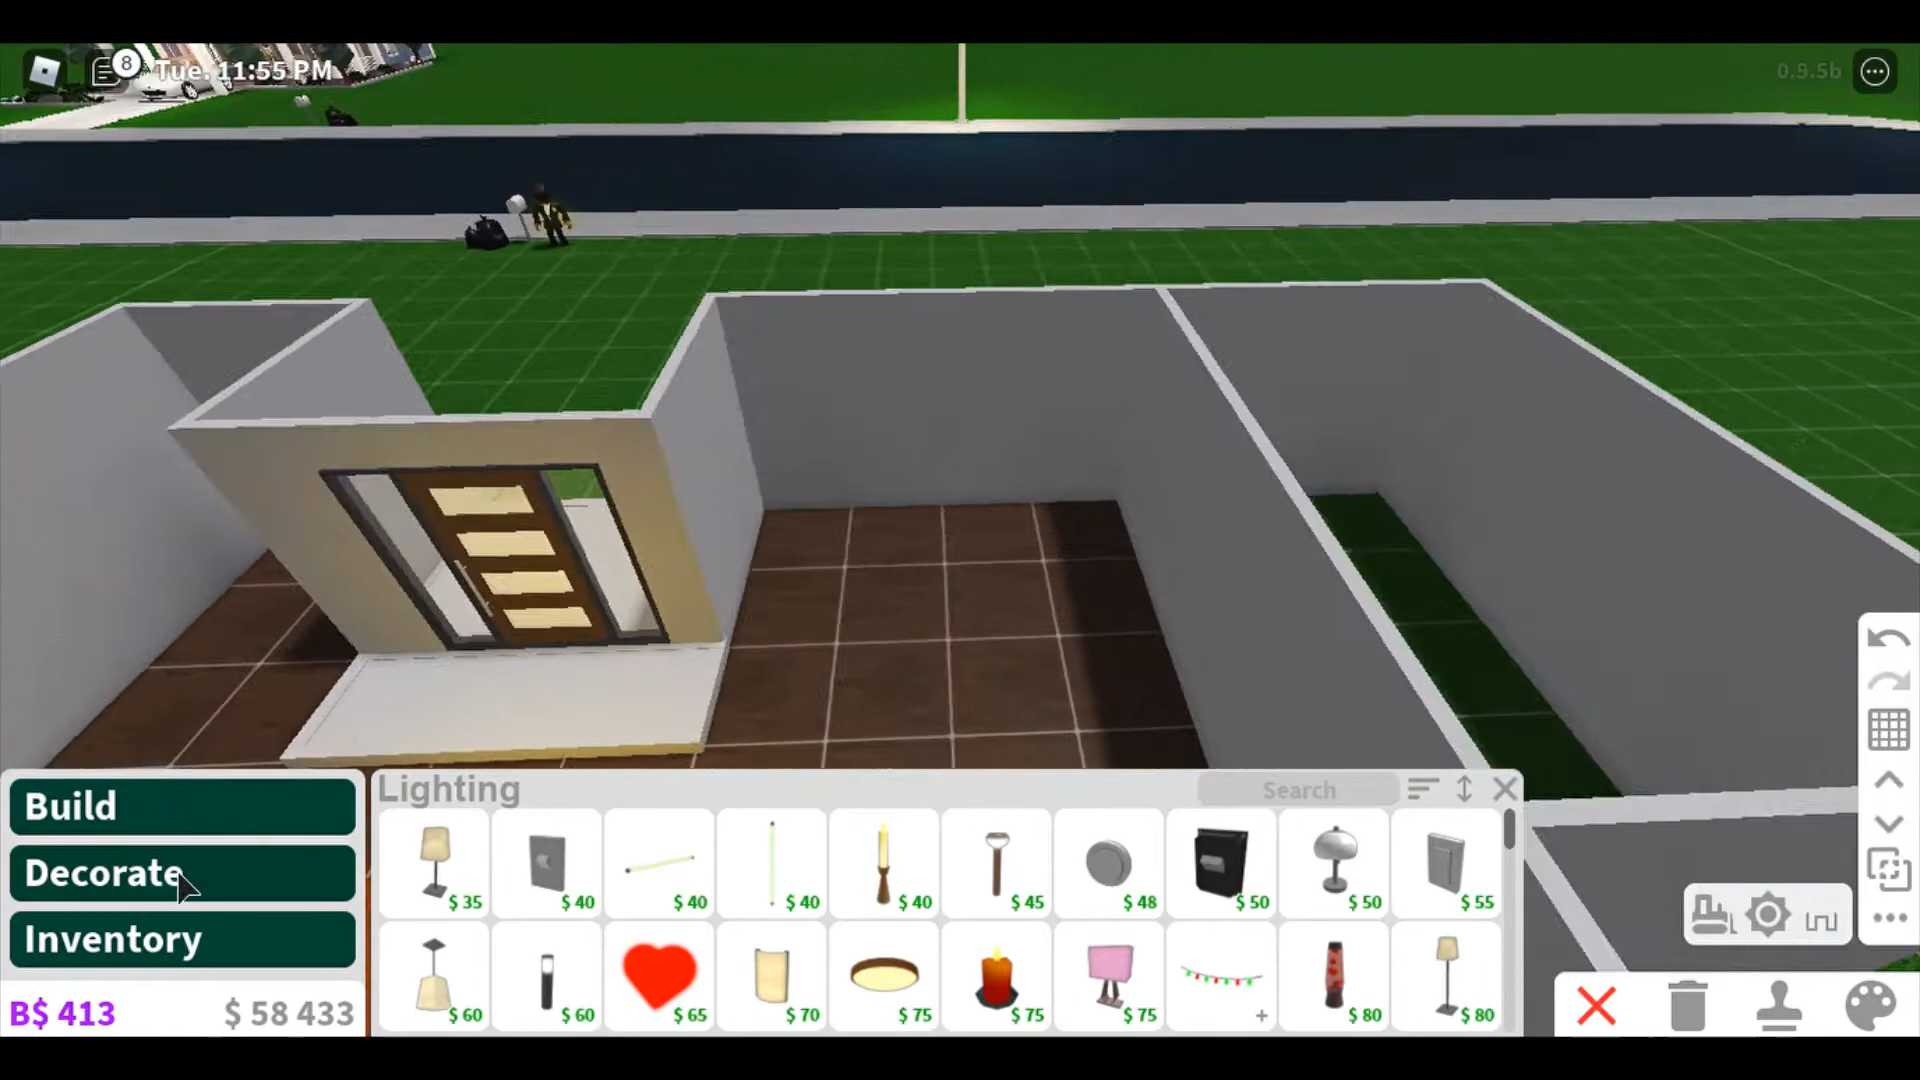 8 Tue. 11:55 PM
0.9.5b
Build
Decorate
Inventory
B$ 413 $ 58 433
Lighting
Search
$ 35 $ 40 $ 40 $ 40 $ 40 $ 45 $ 48 $ 50 $ 50 $ 55
$ 60 $ 60 $ 65 $ 70 $ 75 $ 75 $ 75 + $ 80 $ 80